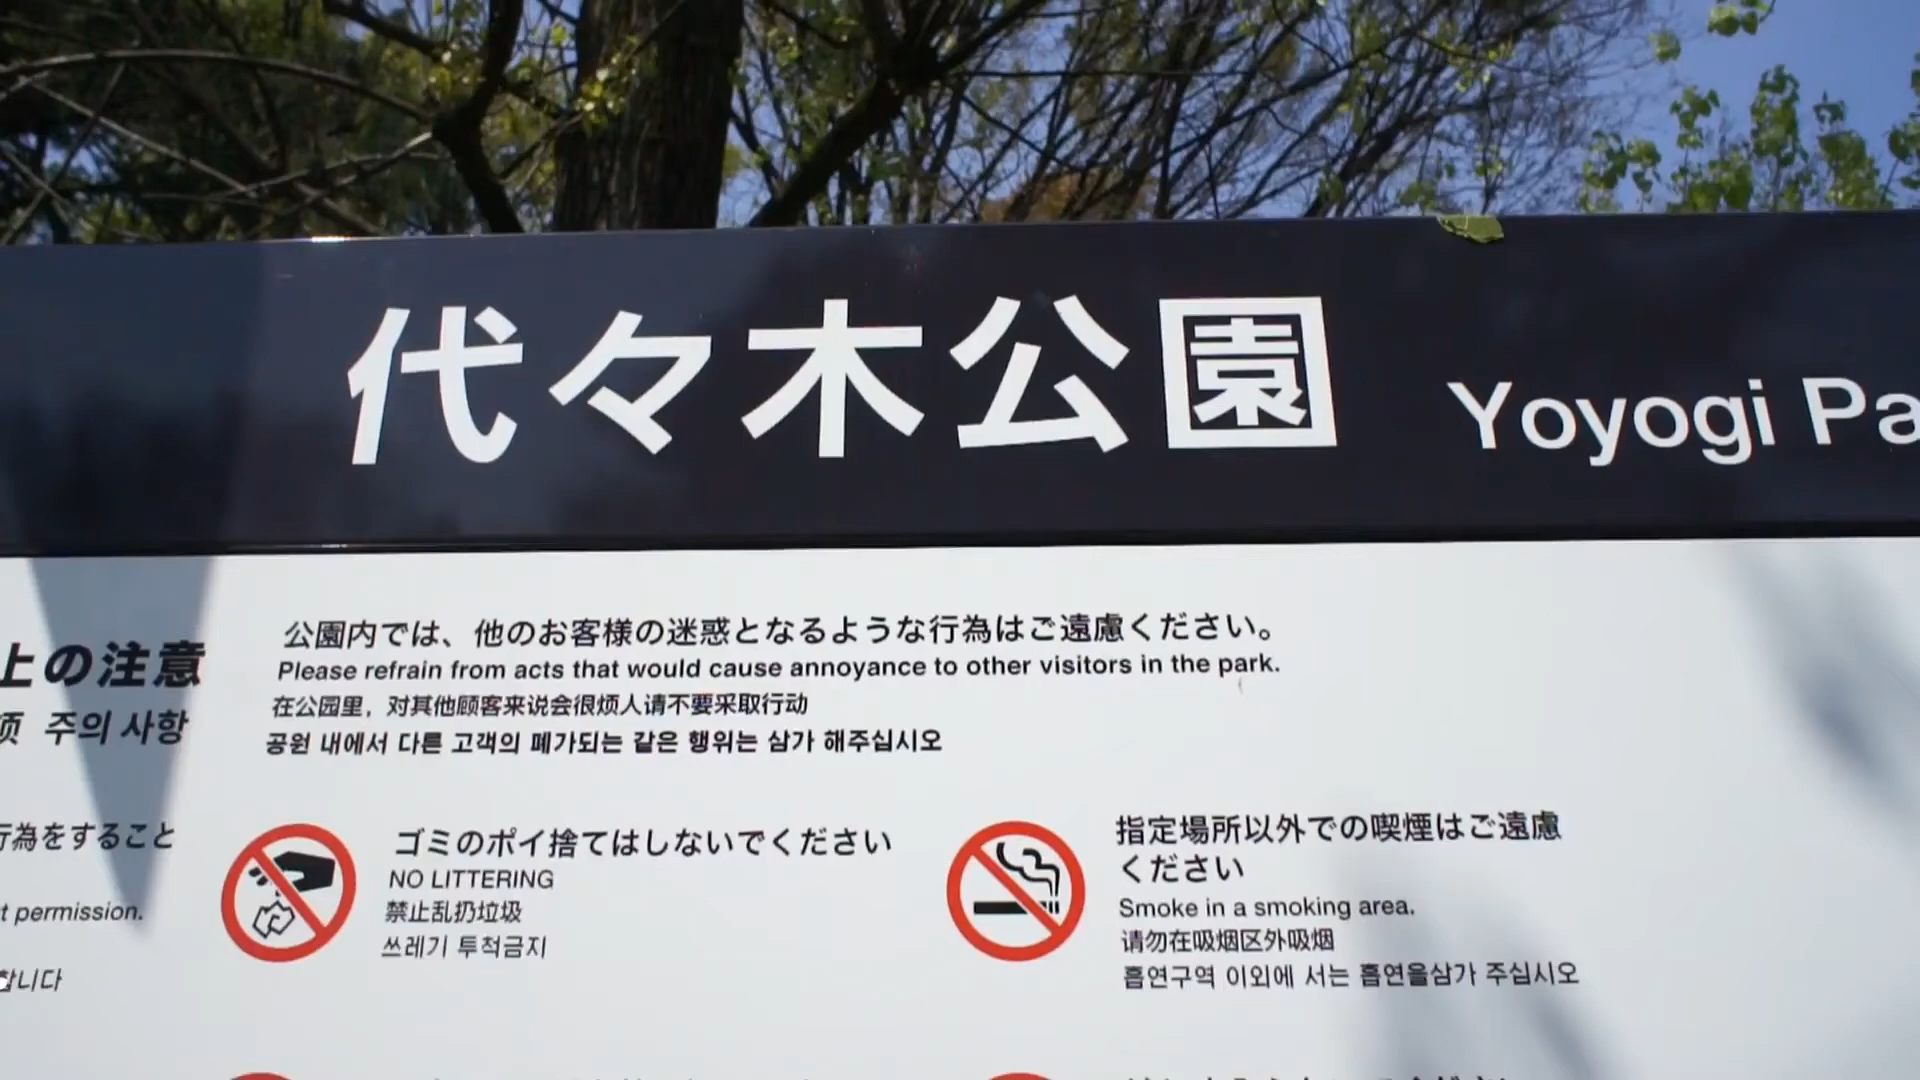 代々木公園 Yoyogi Pa
上の注意
项 주의 사항
公園内では、他のお客様の迷惑となるような行為はご遠慮ください。
Please refrain from acts that would cause annoyance to other visitors in the park.
在公园里，对其他顾客来说会很烦人请不要采取行动
공원 내에서 다른 고객의 폐가되는 같은 행위는 삼가 해주십시오
行為をすること
t permission.
합니다
ゴミのポイ捨てはしないでください
NO LITTERING
禁止乱扔垃圾
쓰레기 투척금지
指定場所以外での喫煙はご遠慮
ください
Smoke in a smoking area.
请勿在吸烟区外吸烟
흡연구역 이외에 서는 흡연을삼가 주십시오